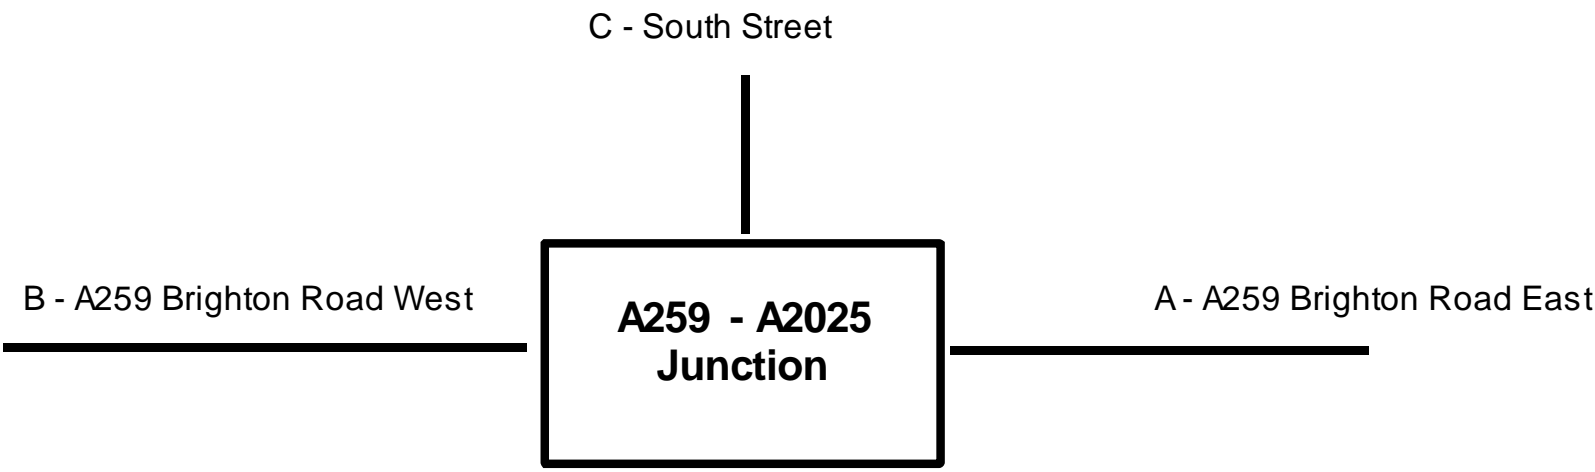 C - South Street
B - A259 Brighton Road West
A259 - A2025
Junction
A - A259 Brighton Road East